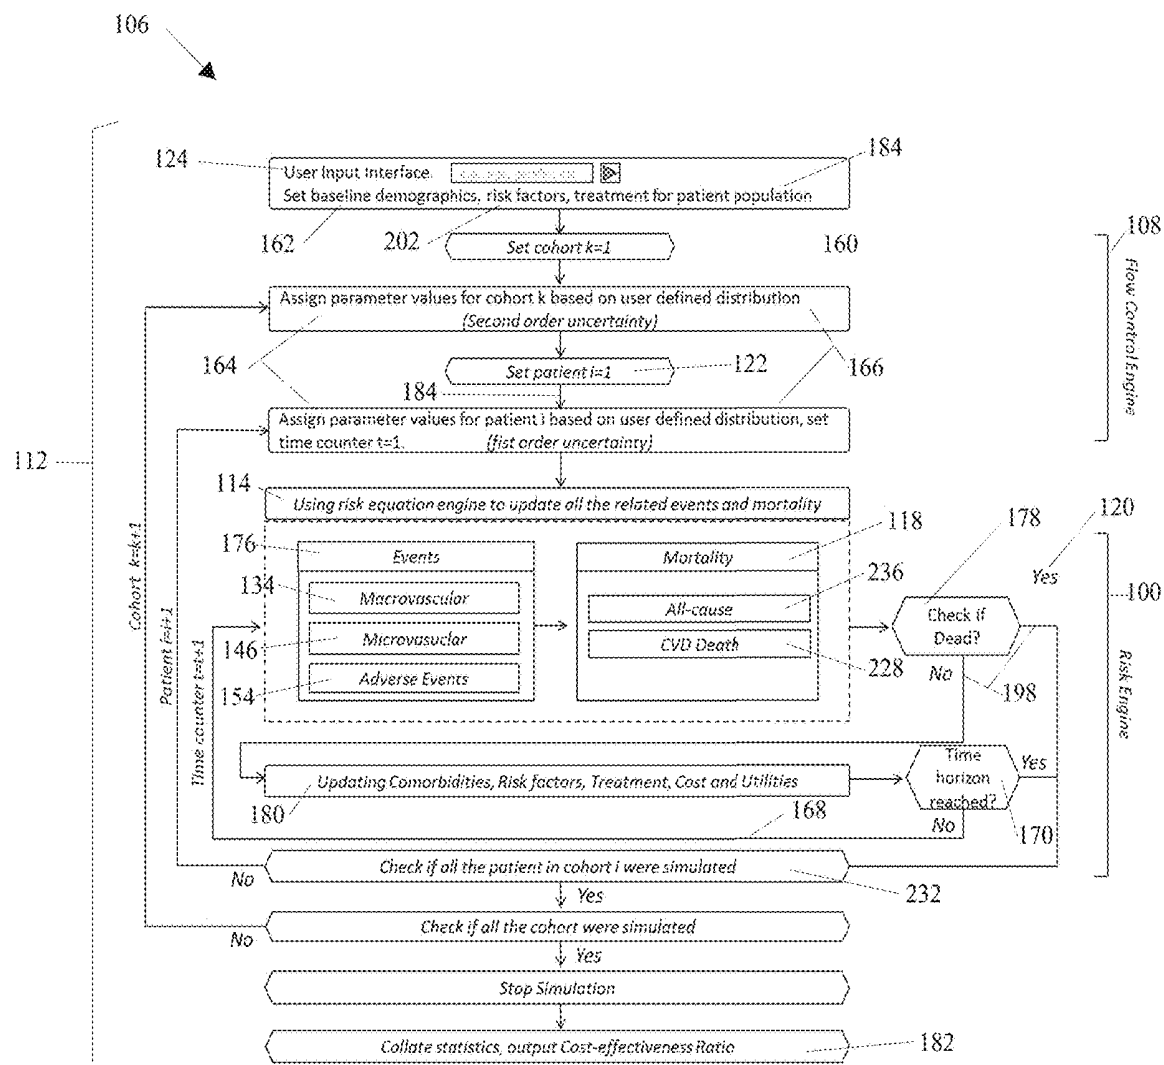 106
124
User Input Interface.
184
Set baseline demographics, risk factors, treatment for patient population
162
202
Set cohort k=1
160
108
Flow Control Engine
Assign parameter values for cohort k based on user defined distribution
(Second order uncertainty)
164
Set patient i=1
122
166
184
Assign parameter values for patient i based on user defined distribution, set
time counter t=1. (fist order uncertainty)
112
114
Using risk equation engine to update all the related events and mortality
118
178
120
176
Events
Mortality
Yes
100
134
Macrovascular
236
All-cause
Check if
Dead?
146
Microvasuclar
CVD Death
228
No
154
Adverse Events
198
Risk Engine
Cohort k=k+1
Patient i=i+1
Time counter t=t+1
Updating Comorbidities, Risk factors, Treatment, Cost and Utilities
Time
horizon
reached?
Yes
180
168
No
170
Check if all the patient in cohort i were simulated
No
232
Yes
Check if all the cohort were simulated
No
Yes
Stop Simulation
Collate statistics, output Cost-effectiveness Ratio
182